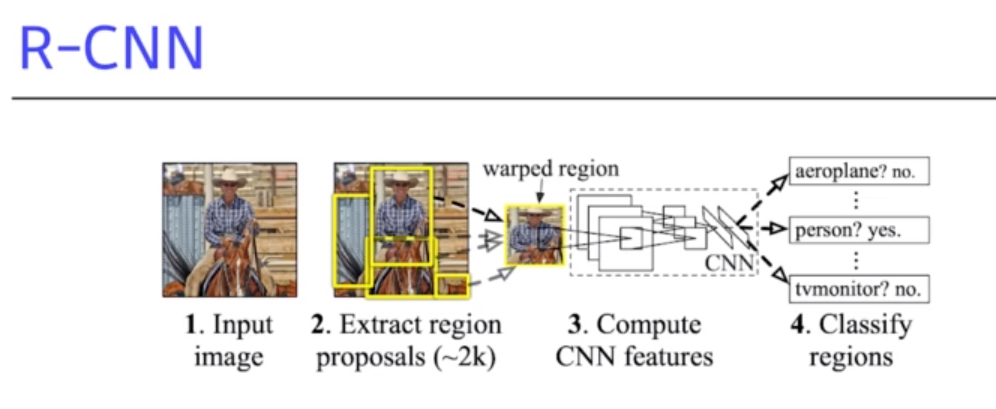 R-CNN
warped region
aeroplane? no.
person? yes.
CNN
tvmonitor? no.
1. Input
image
2. Extract region
proposals (~2k)
3. Compute
CNN features
4. Classify
regions